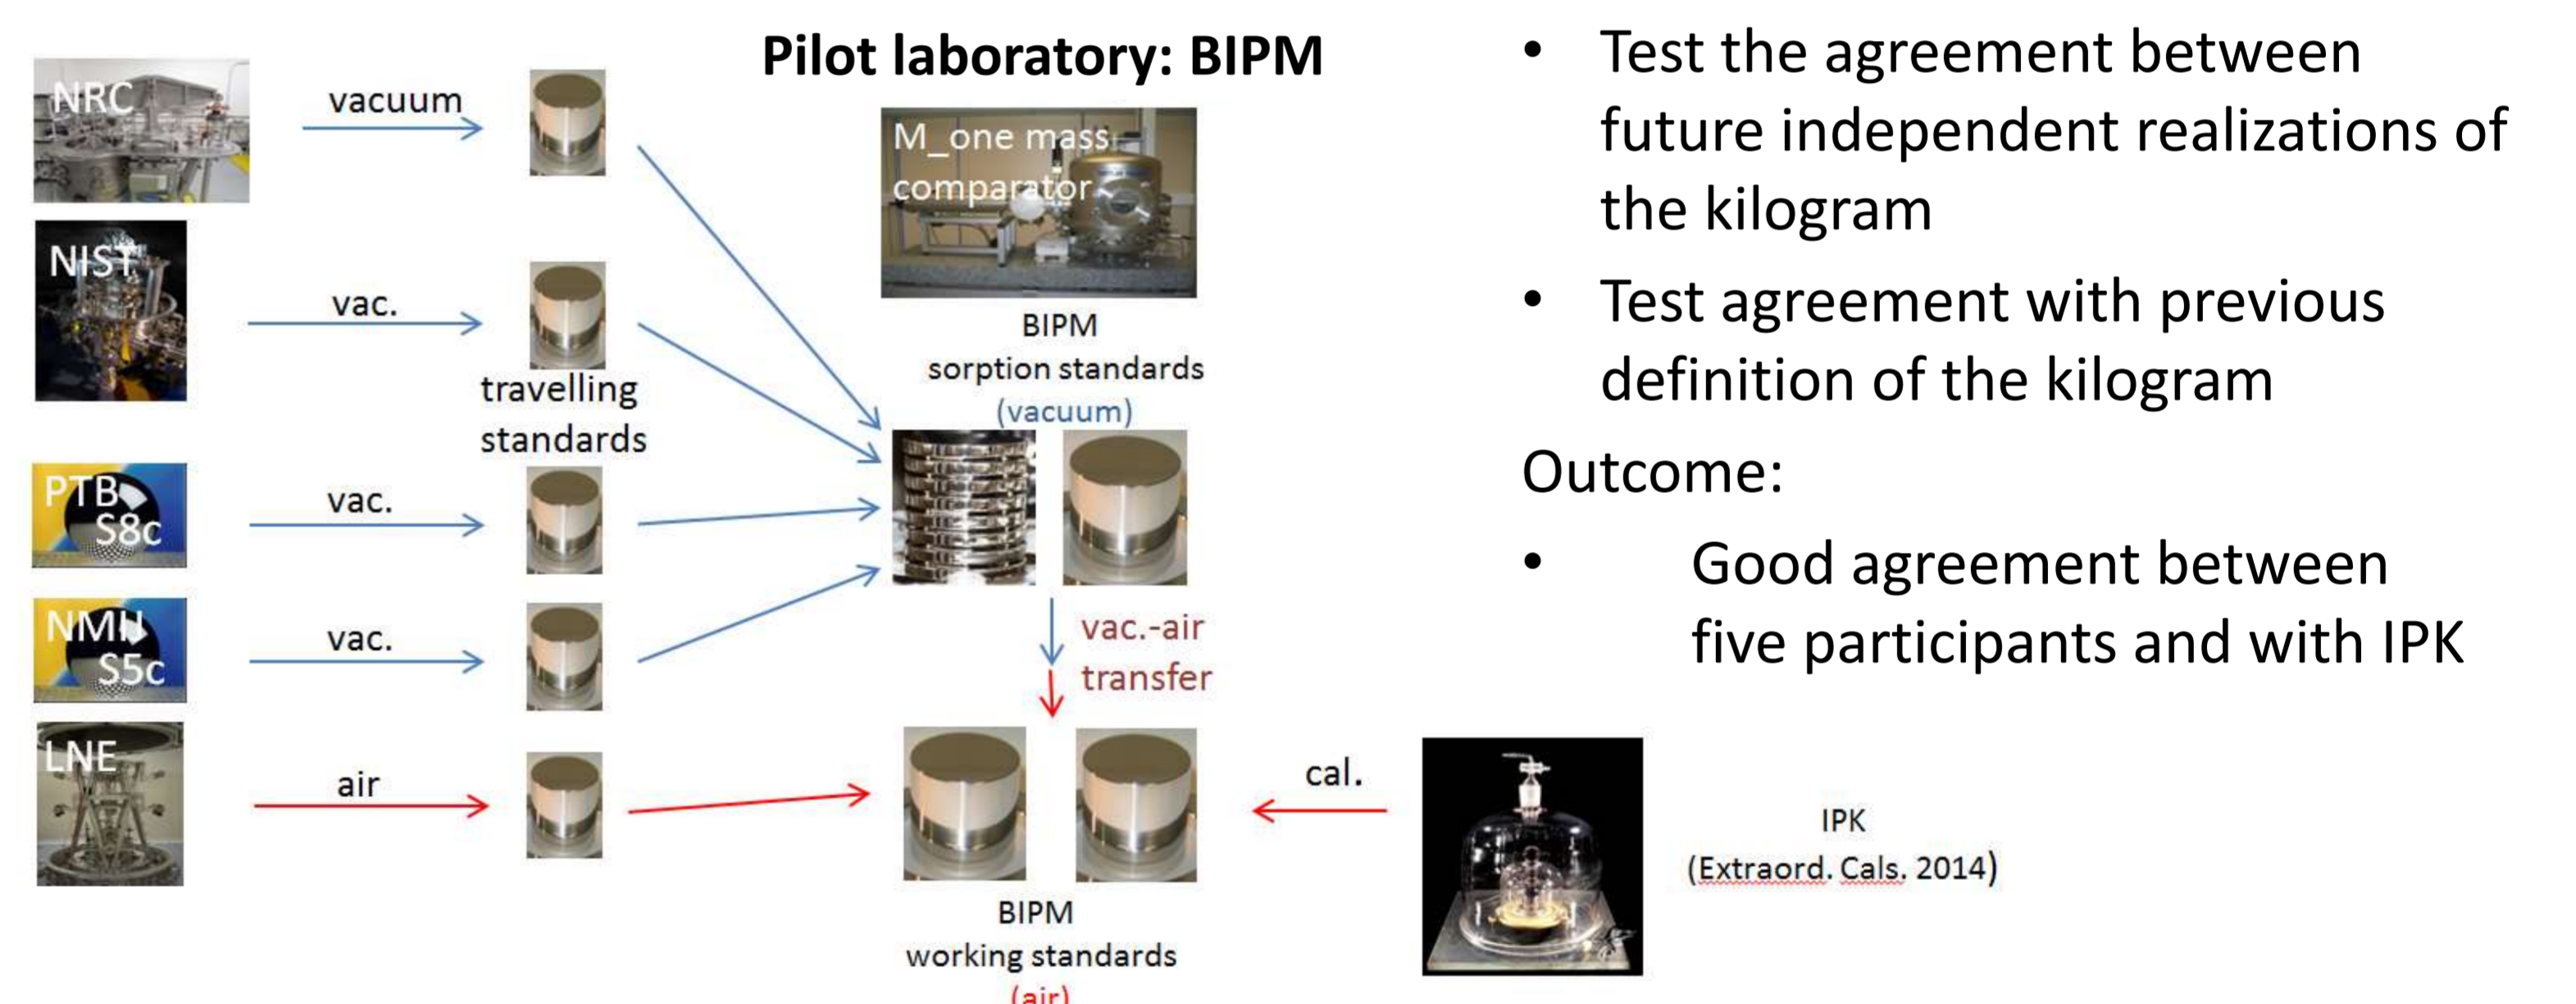 Pilot laboratory: BIPM
NRC
vacuum
M_one mass
comparator
NIST
vac.
BIPM
sorption standards
(vacuum)
travelling
standards
PTB
S8c
vac.
NMIJ
S5c
vac.
vac.-air
transfer
LNE
air
cal.
BIPM
working standards
(air)
IPK
(Extraord. Cals. 2014)
• Test the agreement between
future independent realizations of
the kilogram
• Test agreement with previous
definition of the kilogram
Outcome:
• Good agreement between
five participants and with IPK